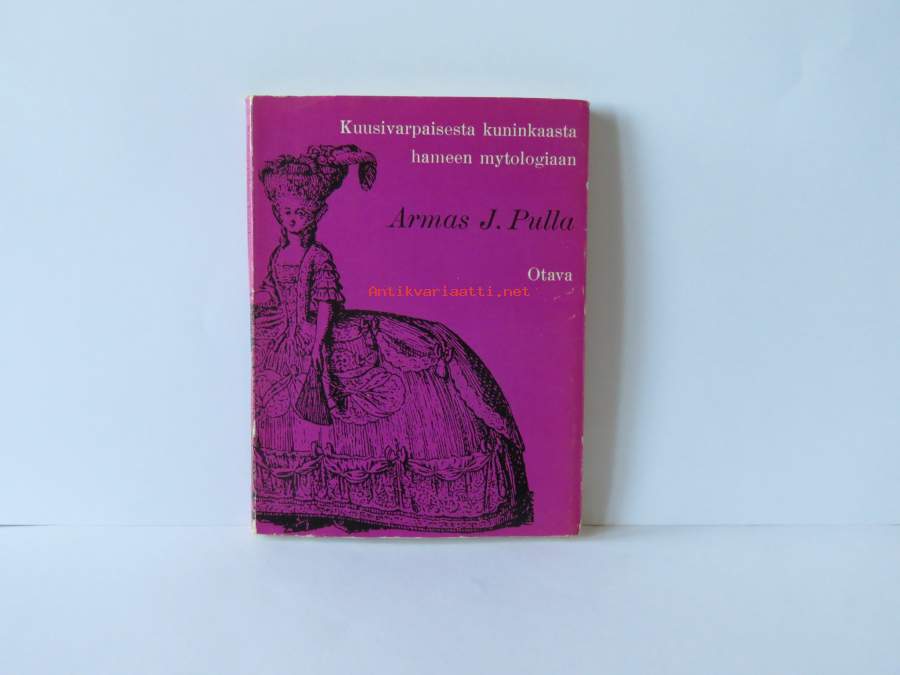 Kuusivarpaisesta kuninkaasta
hameen mytologiaan
Armas J. Pulla
Otava
Antikvariaatti.net